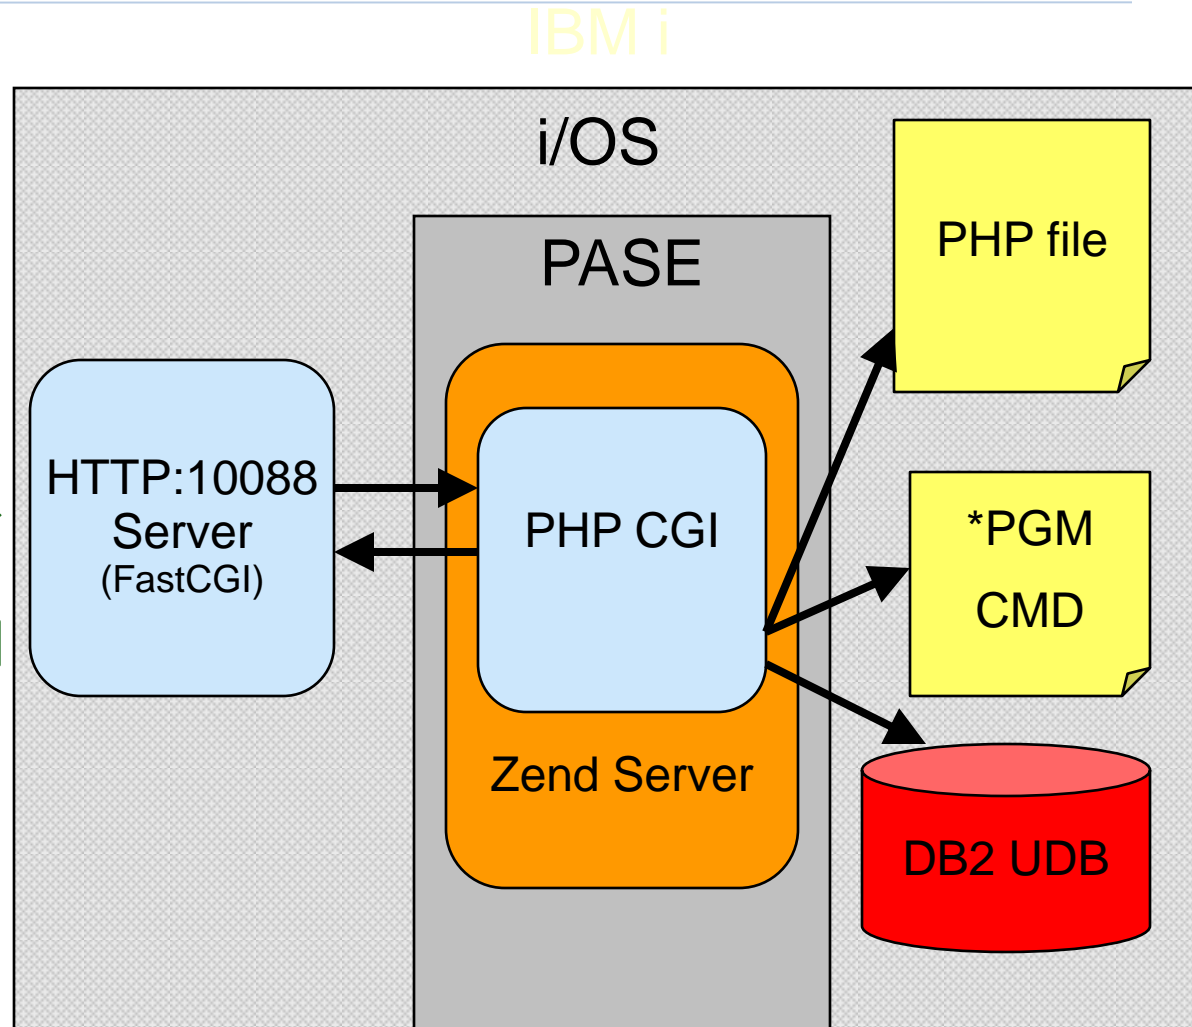 IBM i
i/OS
PASE
PHP file
HTTP:10088
Server
(FastCGI)
PHP CGI
*PGM
CMD
Zend Server
DB2 UDB